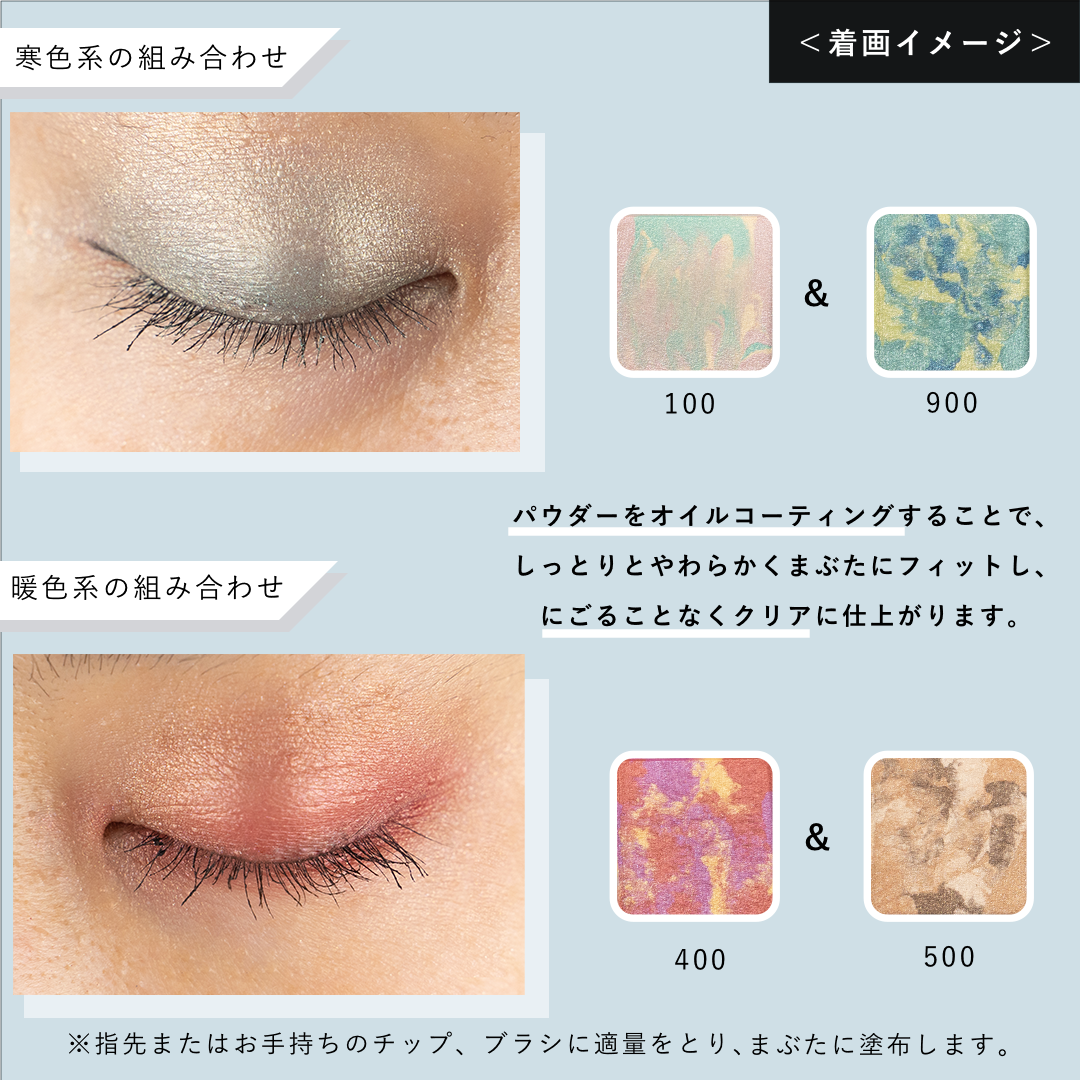 寒色系の組み合わせ
＜着画イメージ＞
100
&
900
パウダーをオイルコーティングすることで、
しっとりとやわらかくまぶたにフィットし、
にごることなくクリアに仕上がります。
暖色系の組み合わせ
400
&
500
※指先またはお手持ちのチップ、ブラシに適量をとり、まぶたに塗布します。